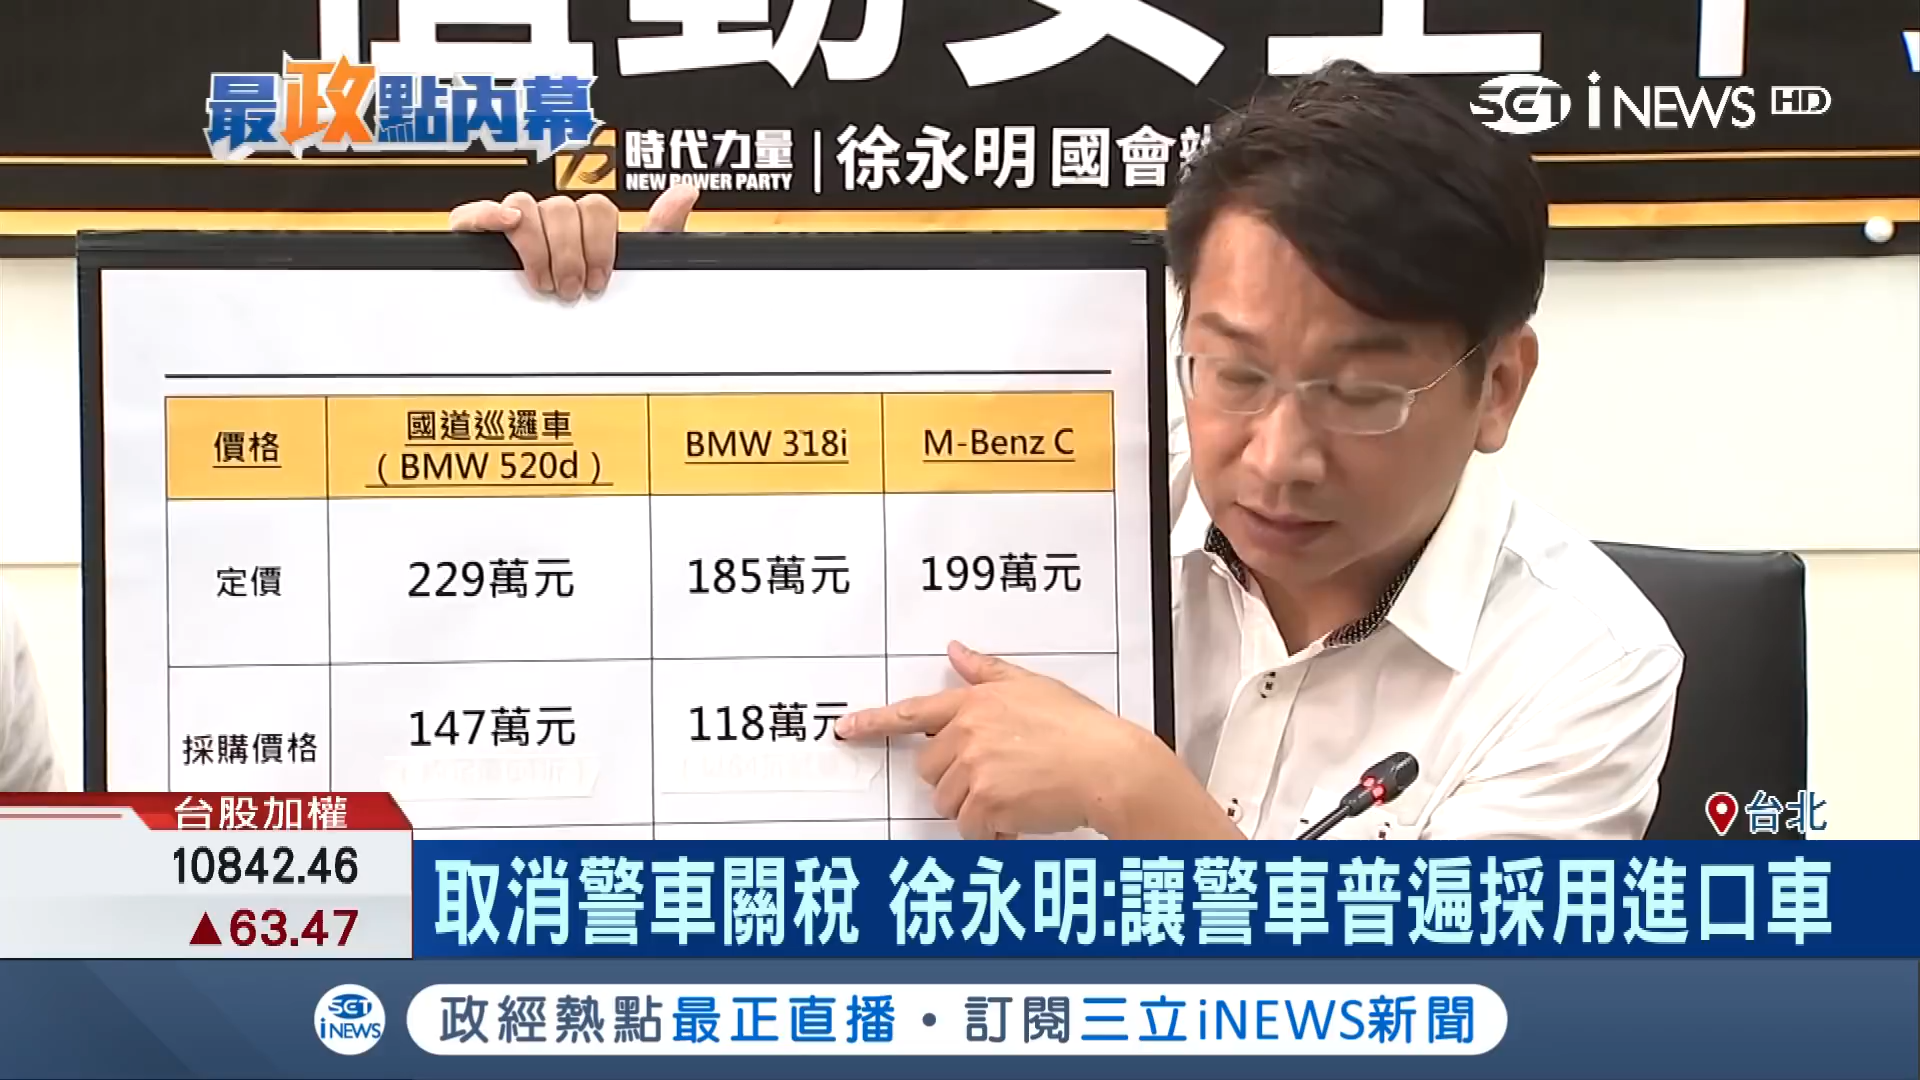 最政點內幕
SET iNEWS HD
時代力量
NEW POWER PARTY
徐永明國會
價格
國道巡邏車
(BMW 520d)
BMW 318i
M-Benz C
定價
229萬元
185萬元
199萬元
採購價格
147萬元
118萬元
台北
台股加權
10842.46
▲63.47
取消警車關稅 徐永明:讓警車普遍採用進口車
SET iNEWS
政經熱點最正直播・訂閱三立iNEWS新聞